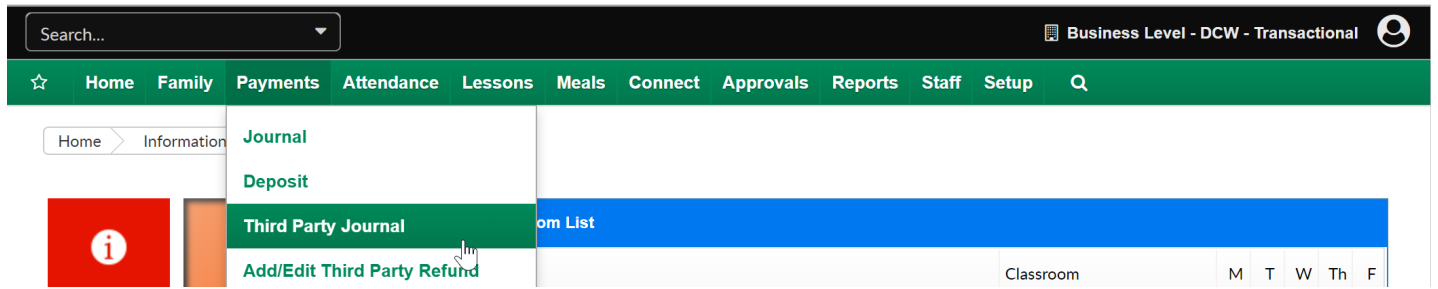 Search...
Business Level - DCW - Transactional
Home Family Payments Attendance Lessons Meals Connect Approvals Reports Staff Setup
Home Information
Journal
Deposit
Third Party Journal
om List
Add/Edit Third Party Refund
Classroom M T W Th F